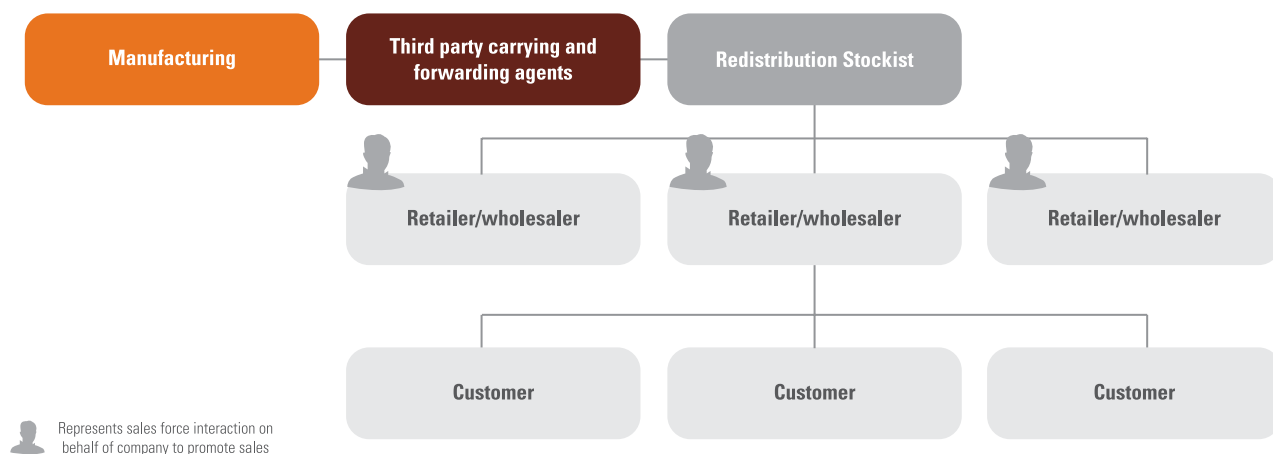 Manufacturing
Third party carrying and
forwarding agents
Redistribution Stockist
Retailer/wholesaler
Retailer/wholesaler
Retailer/wholesaler
Customer
Customer
Customer
Represents sales force interaction on
behalf of company to promote sales